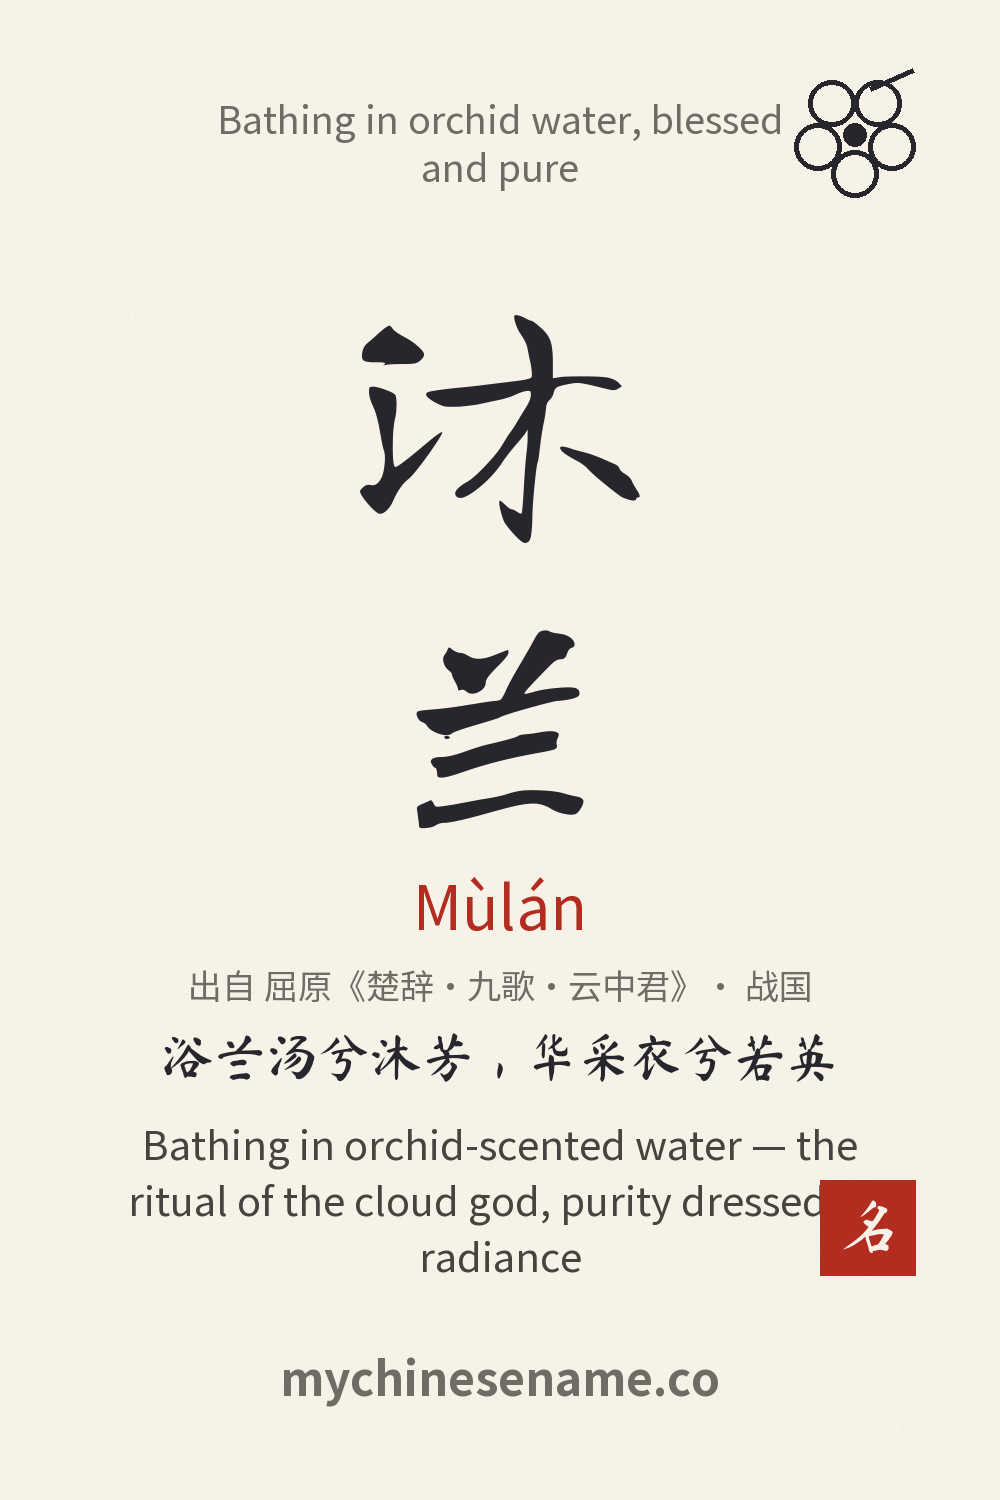 Bathing in orchid water, blessed
and pure
沐
兰
Mùlán
出自 屈原《楚辞·九歌·云中君》· 战国
浴兰汤兮沐芳，华采衣兮若英
Bathing in orchid-scented water — the
ritual of the cloud god, purity dressed
名
radiance
mychinesename.co